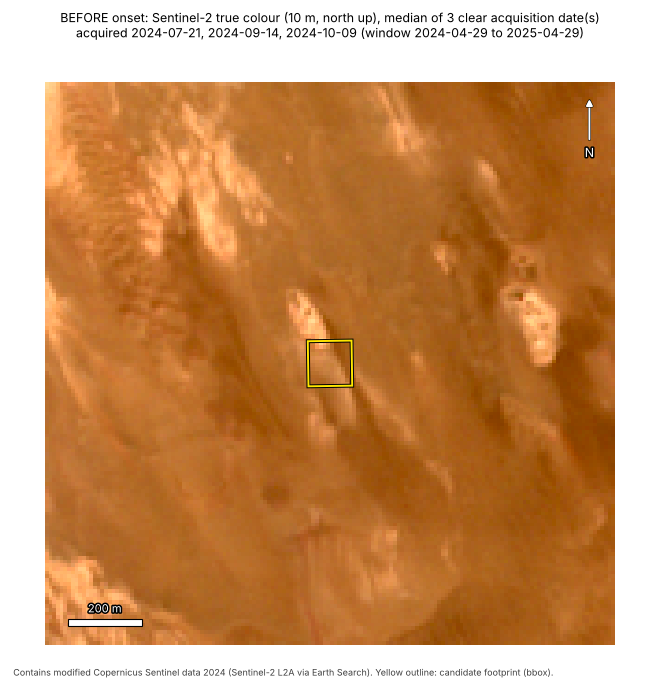 BEFORE onset: Sentinel-2 true colour (10 m, north up), median of 3 clear acquisition date(s)
acquired 2024-07-21, 2024-09-14, 2024-10-09 (window 2024-04-29 to 2025-04-29)
N
200 m
Contains modified Copernicus Sentinel data 2024 (Sentinel-2 L2A via Earth Search). Yellow outline: candidate footprint (bbox).